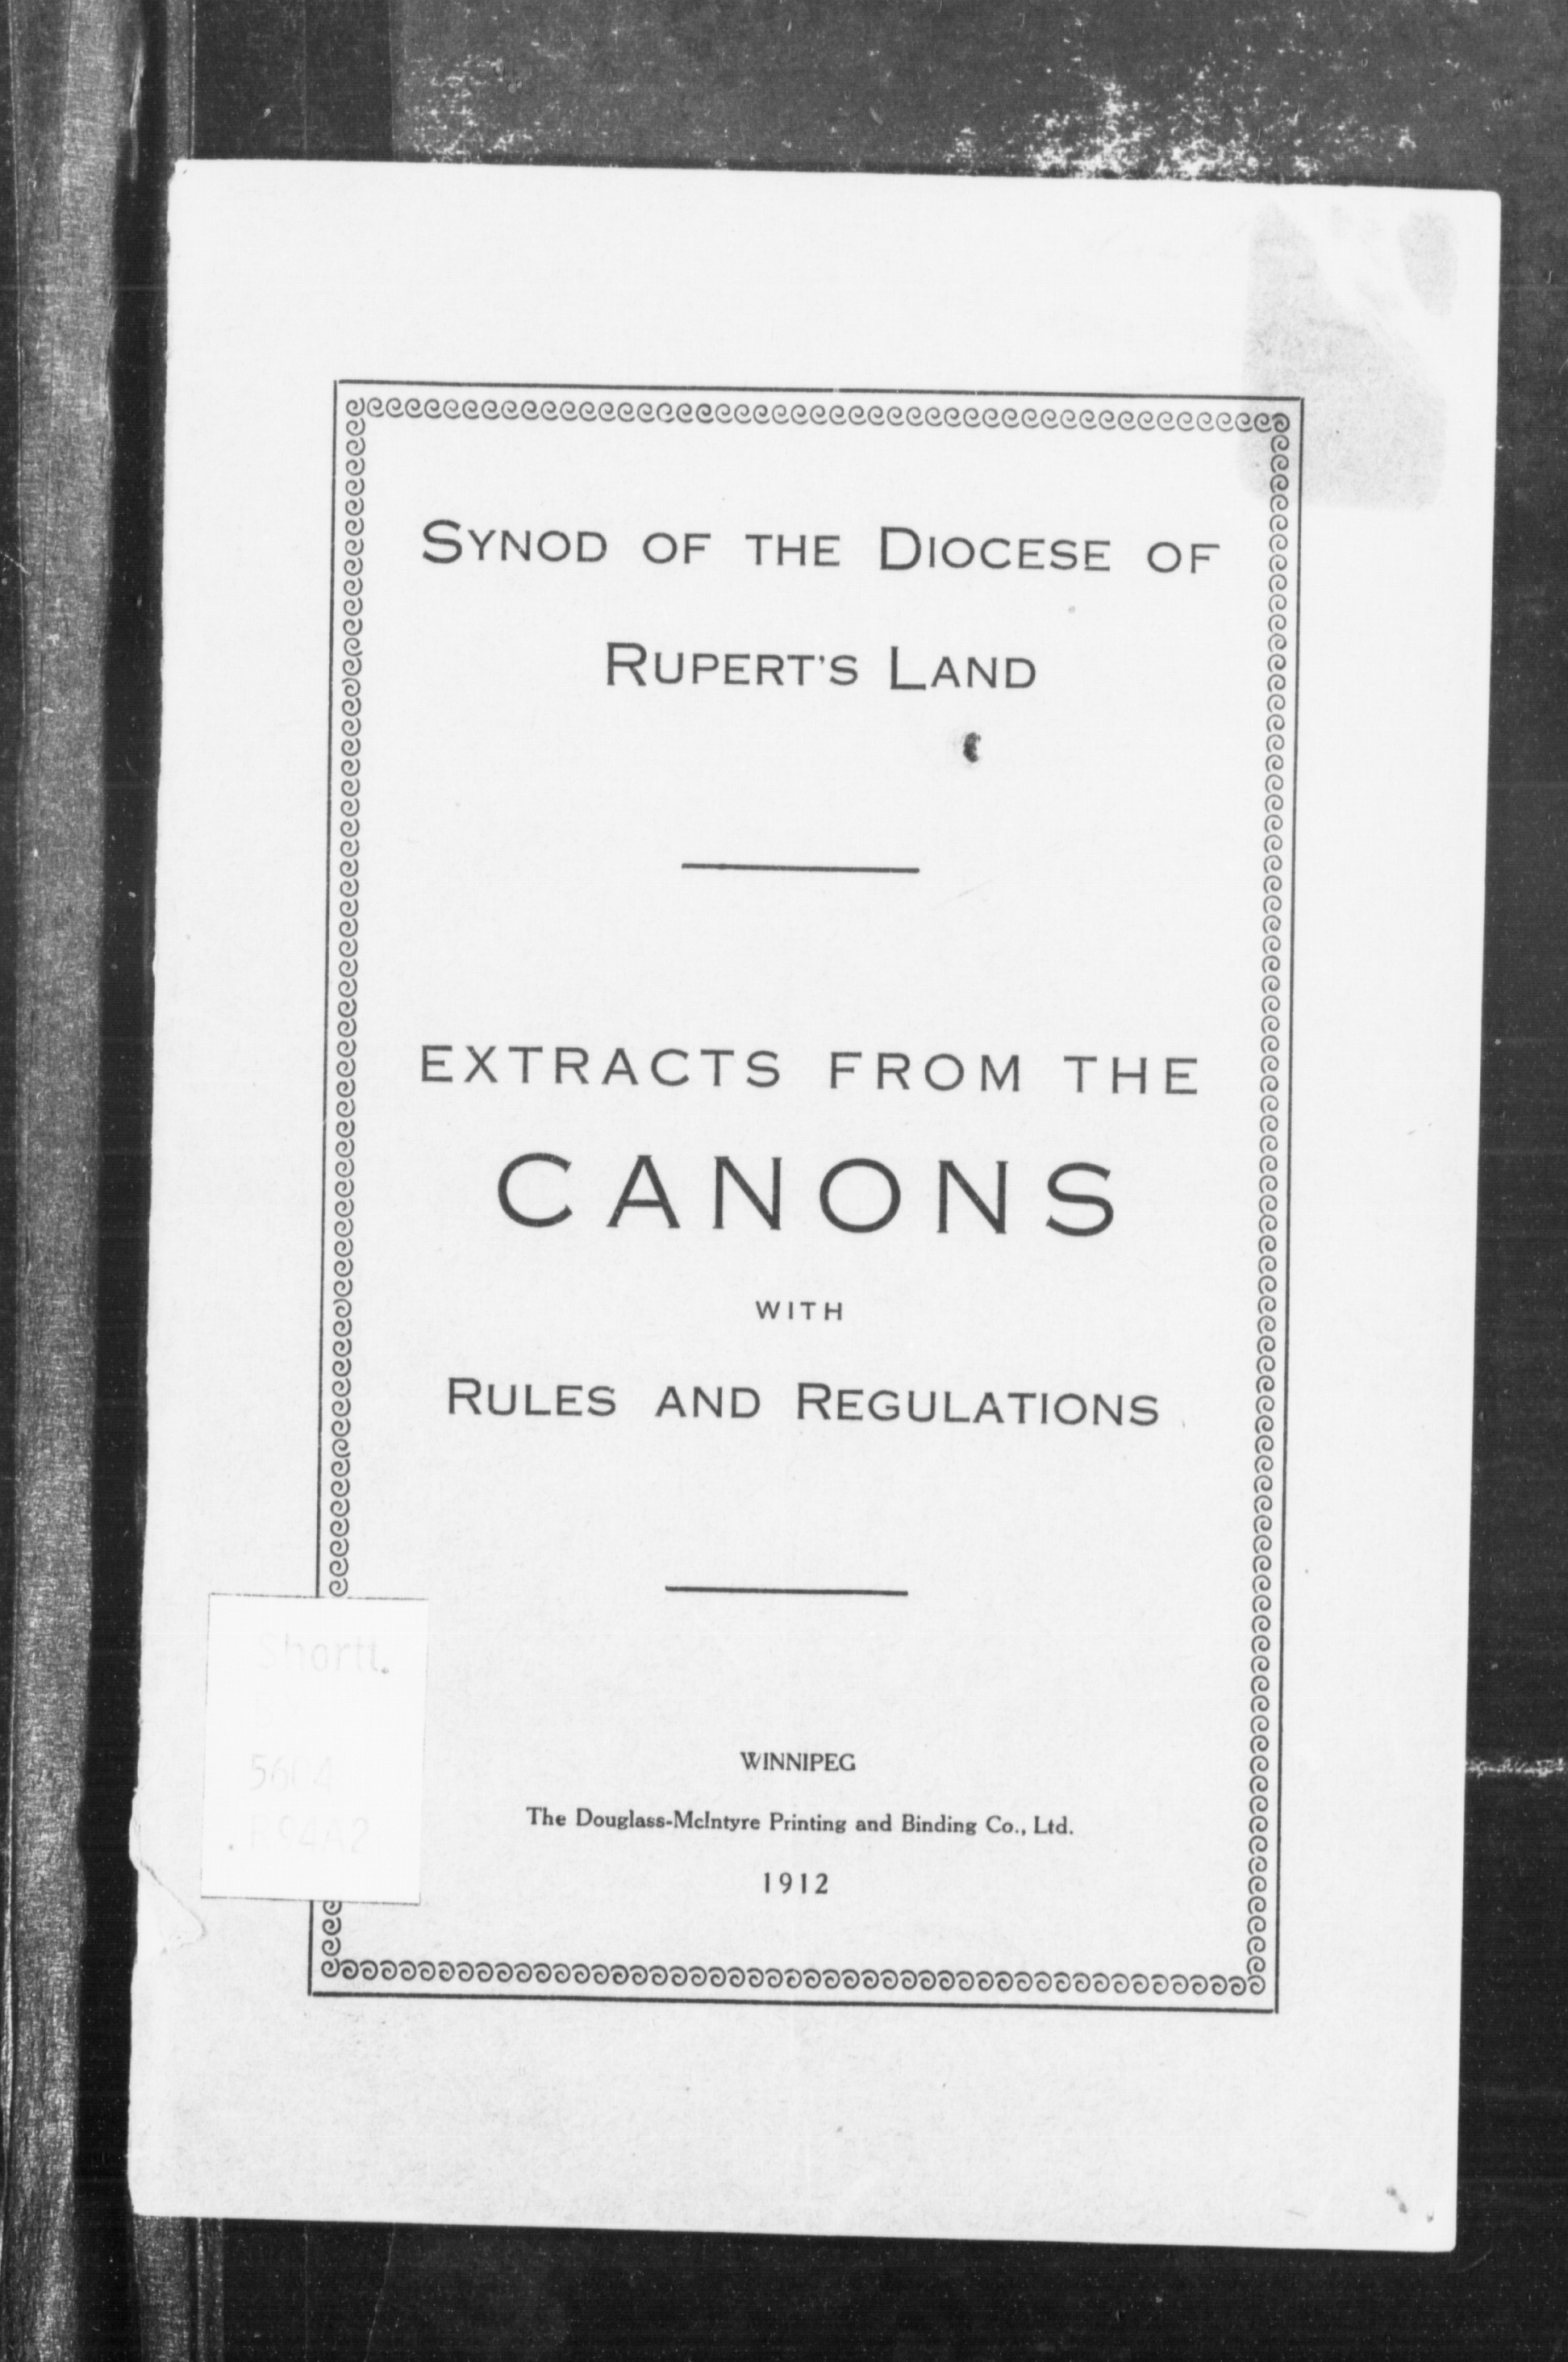 SYNOD OF THE DIOCESE OF
RUPERT'S LAND
EXTRACTS FROM THE
CANONS
WITH
RULES AND REGULATIONS
Shortt.
WINNIPEG
The Douglass-McIntyre Printing and Binding Co., Ltd.
1912